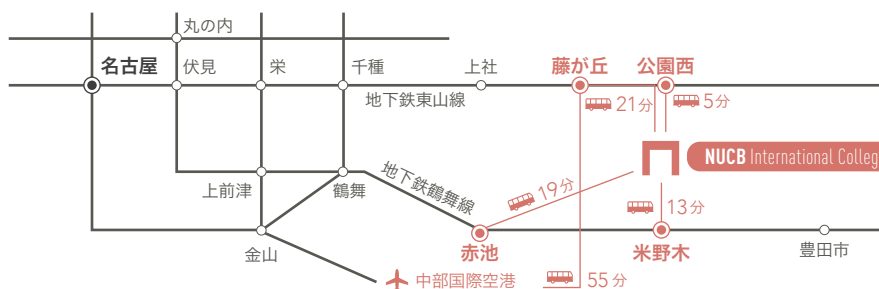 丸の内
名古屋
伏見
栄
千種
上社
藤が丘
公園西
地下鉄東山線
21分
5分
NUCB International Colleg
上前津
鶴舞
地下鉄鶴舞線
19分
13分
金山
赤池
米野木
豊田市
中部国際空港
55分